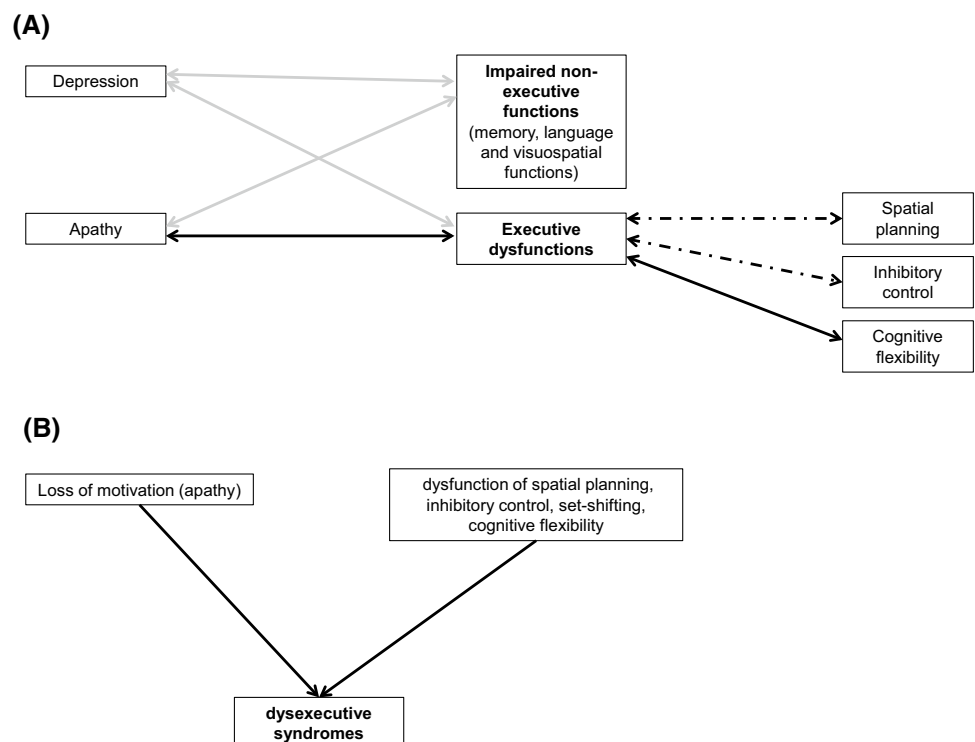 (A)
Depression
Impaired non-
executive
functions
(memory, language
and visuospatial
functions)
Apathy
Executive
dysfunctions
Spatial
planning
Inhibitory
control
Cognitive
flexibility
(B)
Loss of motivation (apathy)
dysfunction of spatial planning,
inhibitory control, set-shifting,
cognitive flexibility
dysexecutive
syndromes